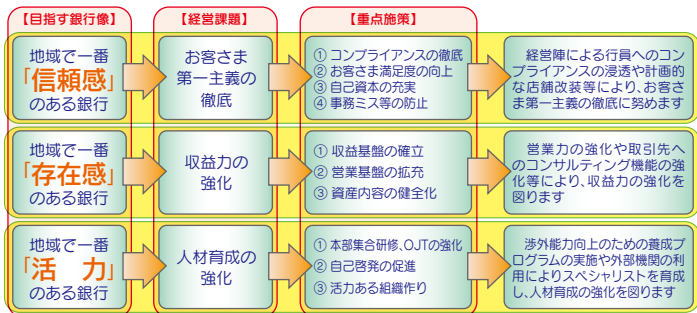 【目指す銀行像】
【経営課題】
【重点施策】
地域で一番
「信頼感」
のある銀行
お客さま
第一主義の
徹底
① コンプライアンスの徹底
② お客さま満足度の向上
③ 自己資本の充実
④ 事務ミス等の防止
経営陣による行員へのコン
プライアンスの浸透や計画的
な店舗改装等により、お客さ
ま第一主義の徹底に努めます
地域で一番
「存在感」
のある銀行
収益力の
強化
① 収益基盤の確立
② 営業基盤の拡充
③ 資産内容の健全化
営業力の強化や取引先へ
のコンサルティング機能の強
化等により、収益力の強化を
図ります
地域で一番
「活　力」
のある銀行
人材育成の
強化
① 本部集合研修、OJTの強化
② 自己啓発の促進
③ 活力ある組織作り
渉外能力向上のための養成プ
ログラムの実施や外部機関の利
用によりスペシャリストを育成
し、人材育成の強化を図ります